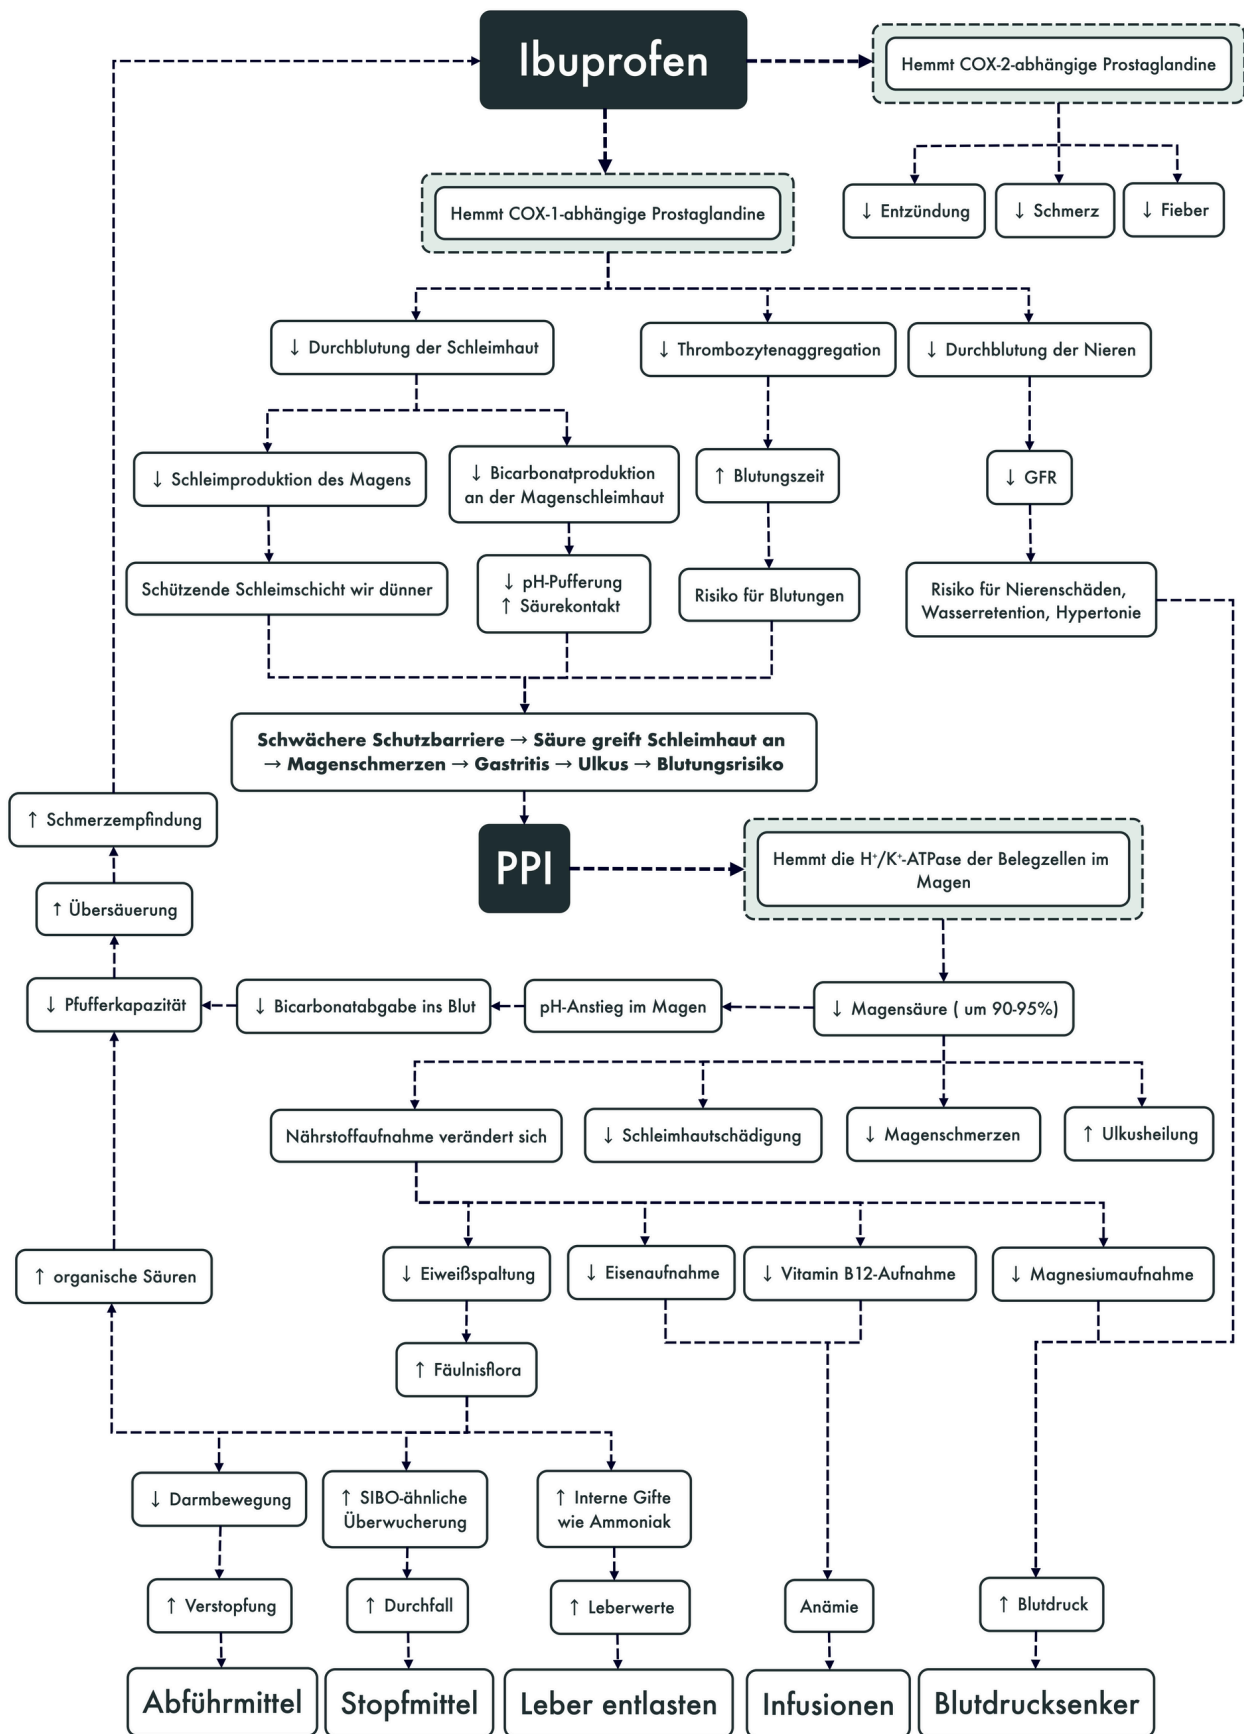 Ibuprofen
Hemmt COX-2-abhängige Prostaglandine
↓ Entzündung
↓ Schmerz
↓ Fieber
Hemmt COX-1-abhängige Prostaglandine
↓ Durchblutung der Schleimhaut
↓ Thrombozytenaggregation
↓ Durchblutung der Nieren
↓ Schleimproduktion des Magens
↓ Bicarbonatproduktion
an der Magenschleimhaut
↑ Blutungszeit
↓ GFR
Schützende Schleimschicht wir dünner
↓ pH-Pufferung
↑ Säurekontakt
Risiko für Blutungen
Risiko für Nierenschäden,
Wasserretention, Hypertonie
Schwächere Schutzbarriere → Säure greift Schleimhaut an
→ Magenschmerzen → Gastritis → Ulkus → Blutungsrisiko
↑ Schmerzempfindung
PPI
Hemmt die H⁺/K⁺-ATPase der Belegzellen im
Magen
↑ Übersäuerung
↓ Pfufferkapazität
↓ Bicarbonatabgabe ins Blut
pH-Anstieg im Magen
↓ Magensäure ( um 90-95%)
Nährstoffaufnahme verändert sich
↓ Schleimhautschädigung
↓ Magenschmerzen
↑ Ulkusheilung
↑ organische Säuren
↓ Eiweißspaltung
↓ Eisenaufnahme
↓ Vitamin B12-Aufnahme
↓ Magnesiumaufnahme
↑ Fäulnisflora
↓ Darmbewegung
↑ SIBO-ähnliche
Überwucherung
↑ Interne Gifte
wie Ammoniak
↑ Verstopfung
↑ Durchfall
↑ Leberwerte
Anämie
↑ Blutdruck
Abführmittel
Stopfmittel
Leber entlasten
Infusionen
Blutdrucksenker